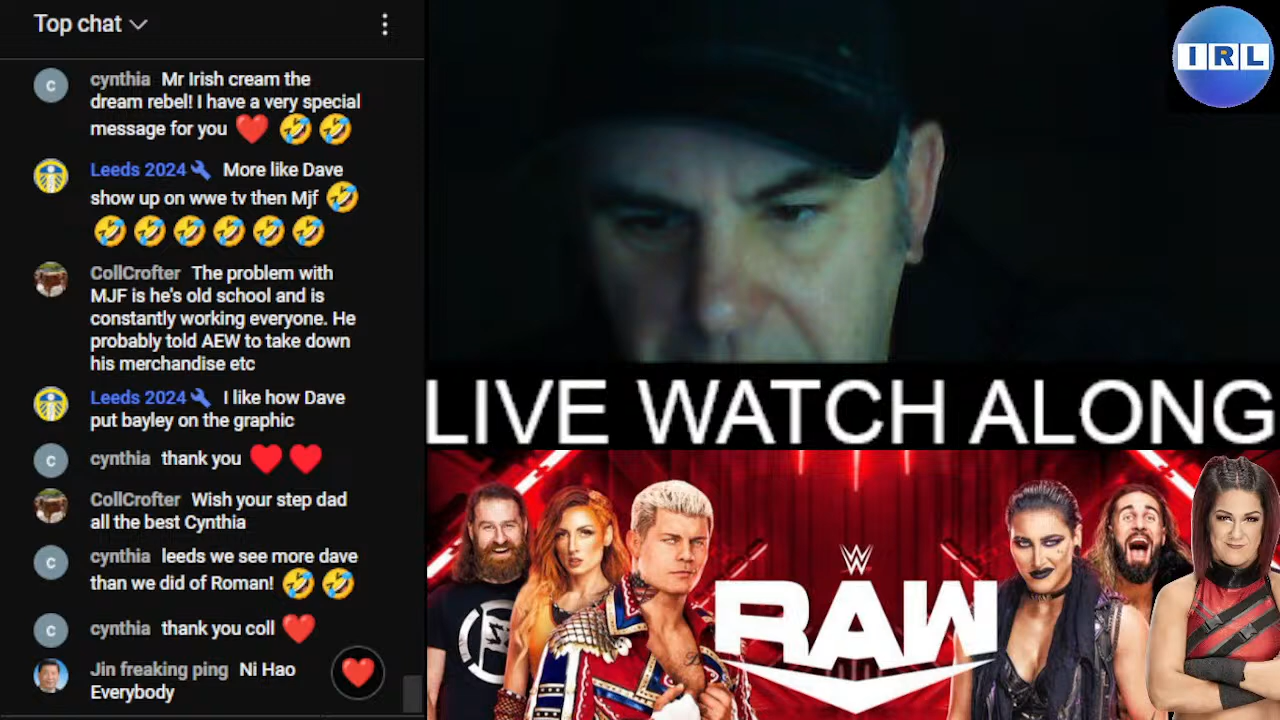 Top chat
cynthia Mr Irish cream the
dream rebel! I have a very special
message for you ❤️ 🤣 🤣
Leeds 2024 More like Dave
show up on wwe tv then Mjf 🤣
🤣 🤣 🤣 🤣 🤣 🤣
CollCrofter The problem with
MJF is he's old school and is
constantly working everyone. He
probably told AEW to take down
his merchandise etc
Leeds 2024 I like how Dave
put bayley on the graphic
cynthia thank you ❤️ ❤️
CollCrofter Wish your step dad
all the best Cynthia
cynthia leeds we see more dave
than we did of Roman! 🤣 🤣
cynthia thank you coll ❤️
Jin freaking ping Ni Hao
Everybody
IRL
LIVE WATCH ALONG
W
RAW